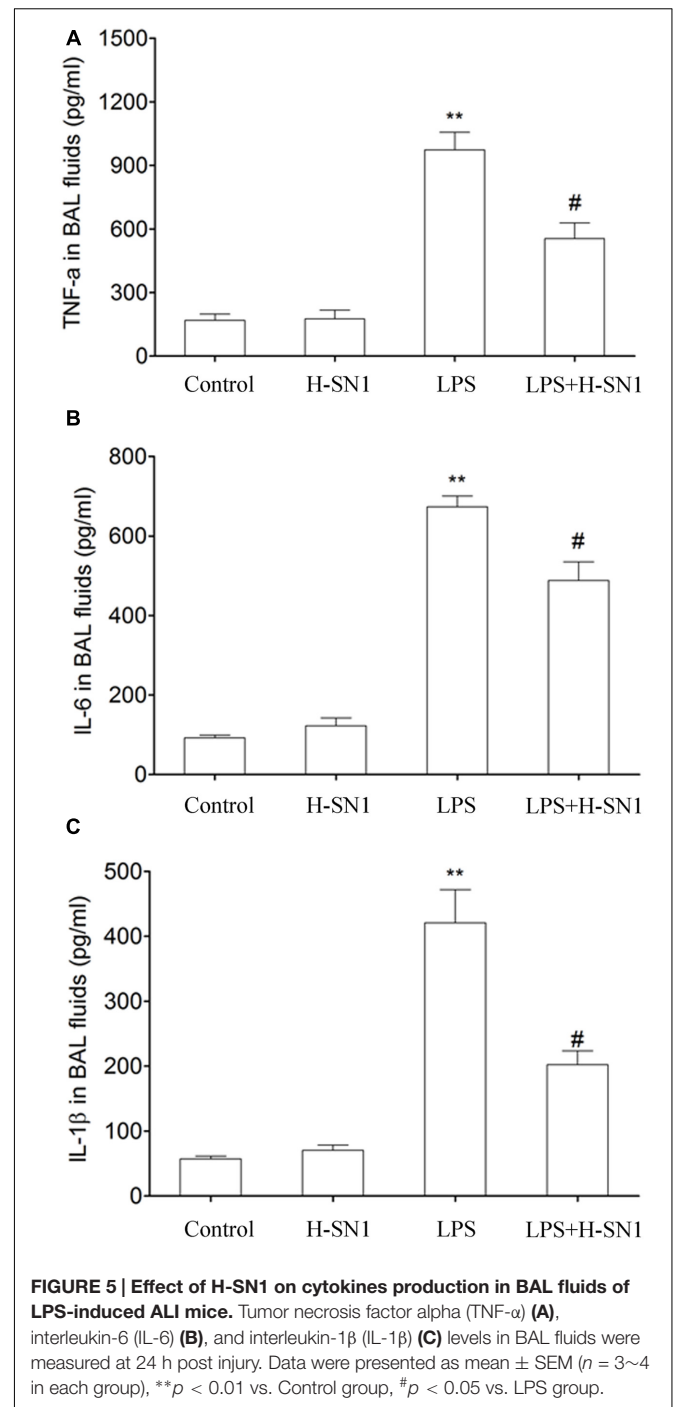 A
TNF-a in BAL fluids (pg/ml)
1500
1200
900
600
300
0
**
#
Control H-SN1 LPS LPS+H-SN1
B
IL-6 in BAL fluids (pg/ml)
800
600
400
200
0
**
#
Control H-SN1 LPS LPS+H-SN1
C
IL-1β in BAL fluids (pg/ml)
500
400
300
200
100
0
**
#
Control H-SN1 LPS LPS+H-SN1
FIGURE 5 | Effect of H-SN1 on cytokines production in BAL fluids of
LPS-induced ALI mice. Tumor necrosis factor alpha (TNF-α) (A),
interleukin-6 (IL-6) (B), and interleukin-1β (IL-1β) (C) levels in BAL fluids were
measured at 24 h post injury. Data were presented as mean ± SEM (n = 3∼4
in each group), **p < 0.01 vs. Control group, #p < 0.05 vs. LPS group.